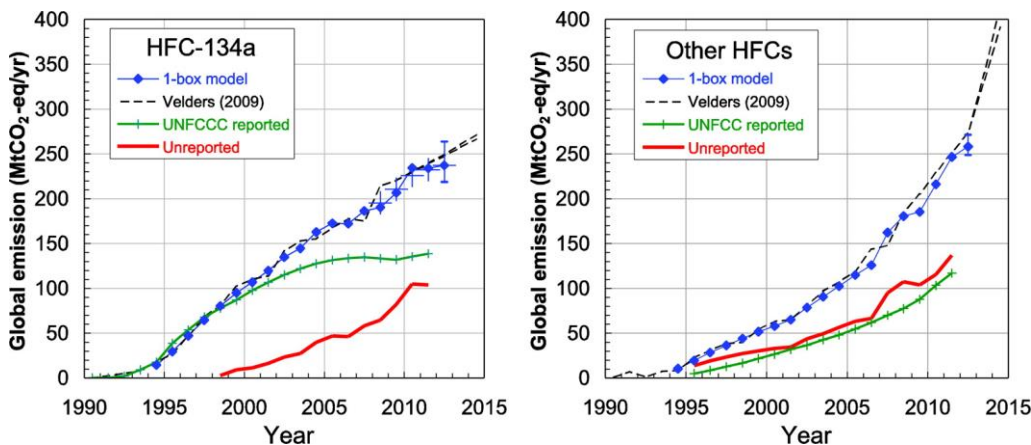 Global emission (MtCO₂-eq/yr)
400
350
300
250
200
150
100
50
0
HFC-134a
1-box model
Velders (2009)
UNFCCC reported
Unreported
1990 1995 2000 2005 2010 2015
Year
Global emission (MtCO₂-eq/yr)
400
350
300
250
200
150
100
50
0
Other HFCs
1-box model
Velders (2009)
UNFCC reported
Unreported
1990 1995 2000 2005 2010 2015
Year